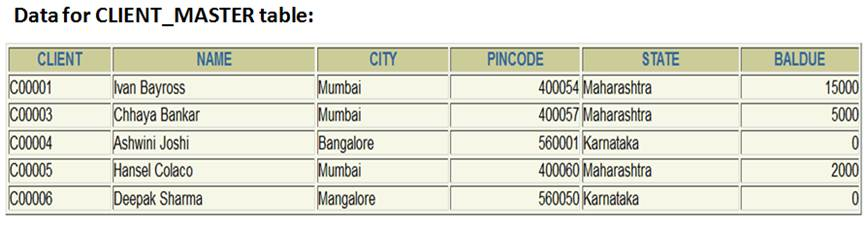 Data for CLIENT_MASTER table:
CLIENT NAME CITY PINCODE STATE BALDUE
C00001 Ivan Bayross Mumbai 400054 Maharashtra 15000
C00003 Chhaya Bankar Mumbai 400057 Maharashtra 5000
C00004 Ashwini Joshi Bangalore 560001 Karnataka 0
C00005 Hansel Colaco Mumbai 400060 Maharashtra 2000
C00006 Deepak Sharma Mangalore 560050 Karnataka 0